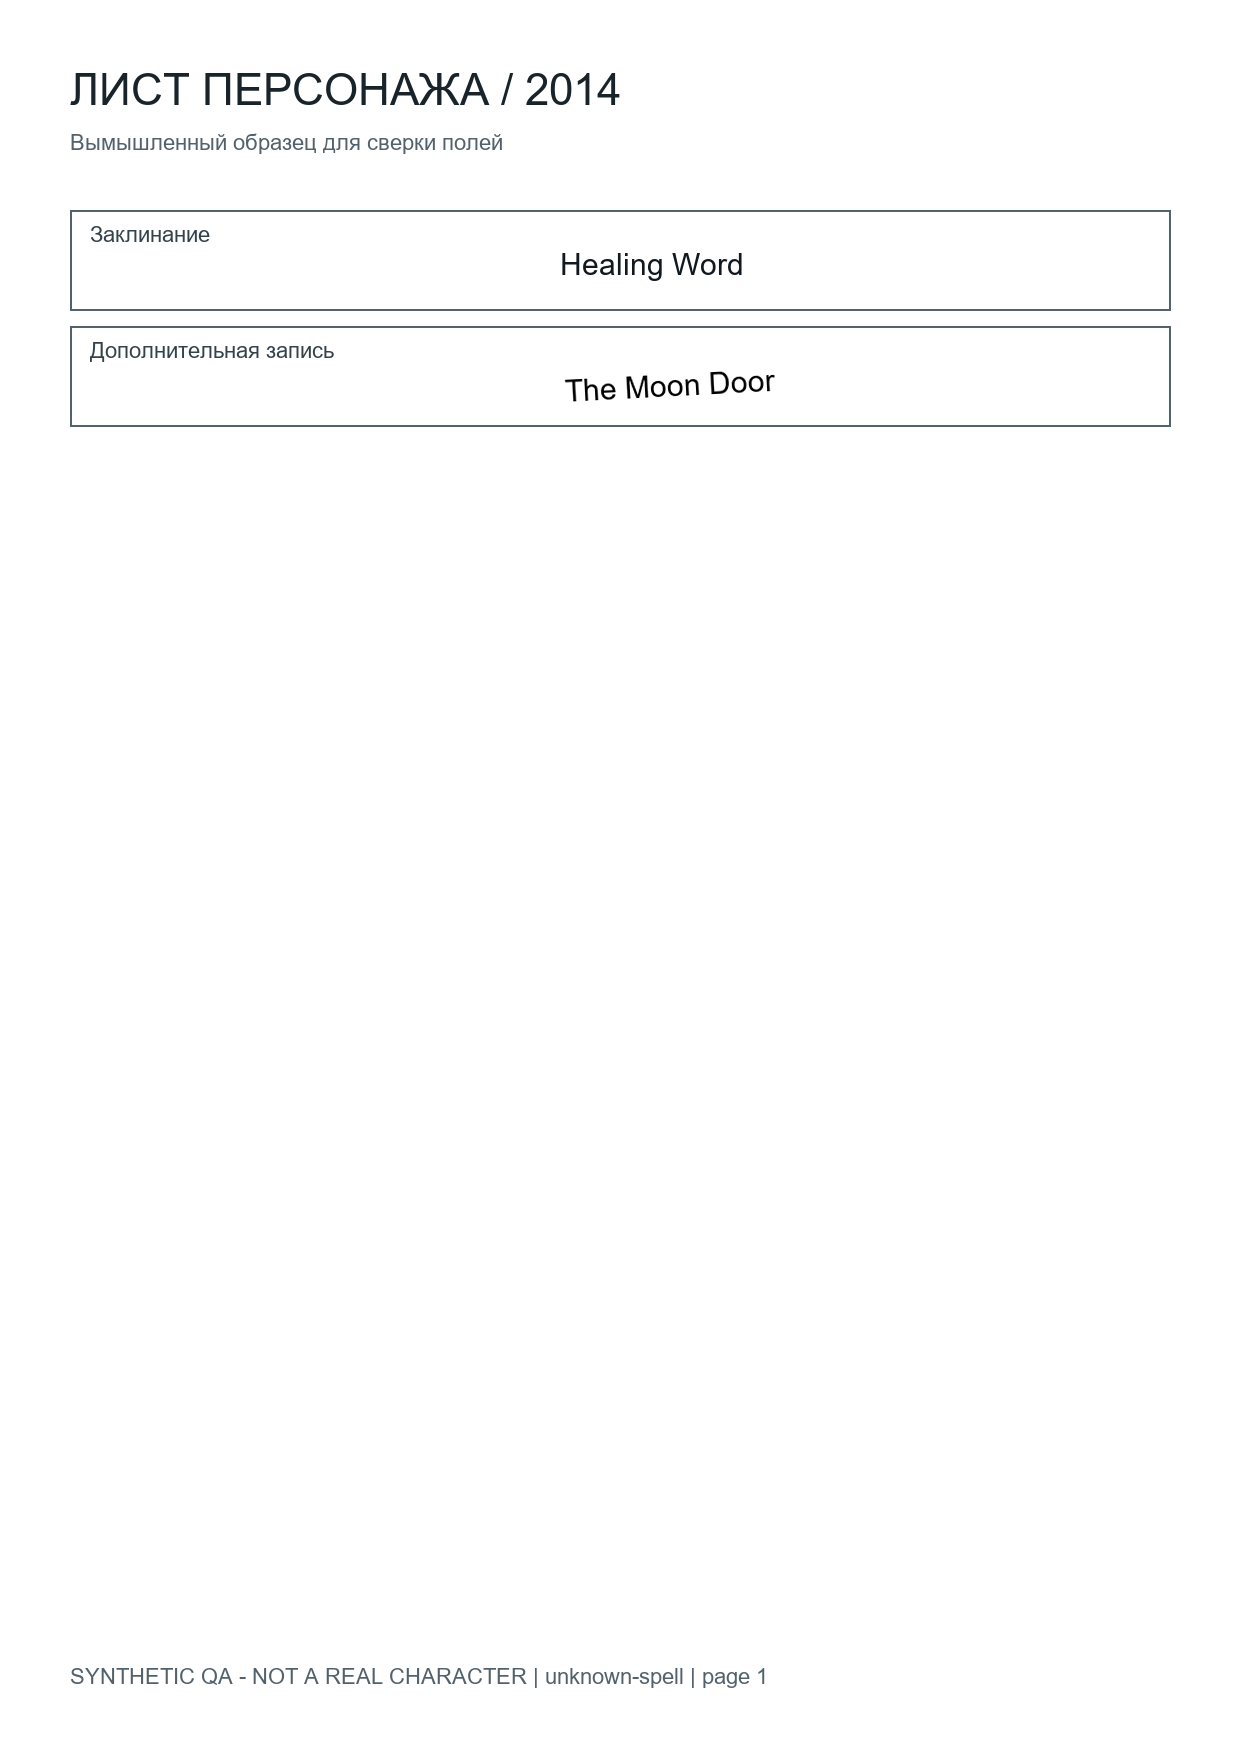 ЛИСТ ПЕРСОНАЖА / 2014
Вымышленный образец для сверки полей
Заклинание
Healing Word
Дополнительная запись
The Moon Door
SYNTHETIC QA - NOT A REAL CHARACTER | unknown-spell | page 1